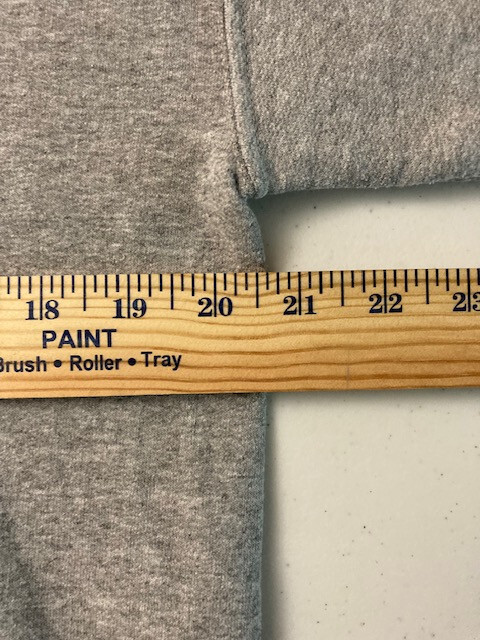 18 19 20 21 22 23
PAINT
Brush • Roller • Tray